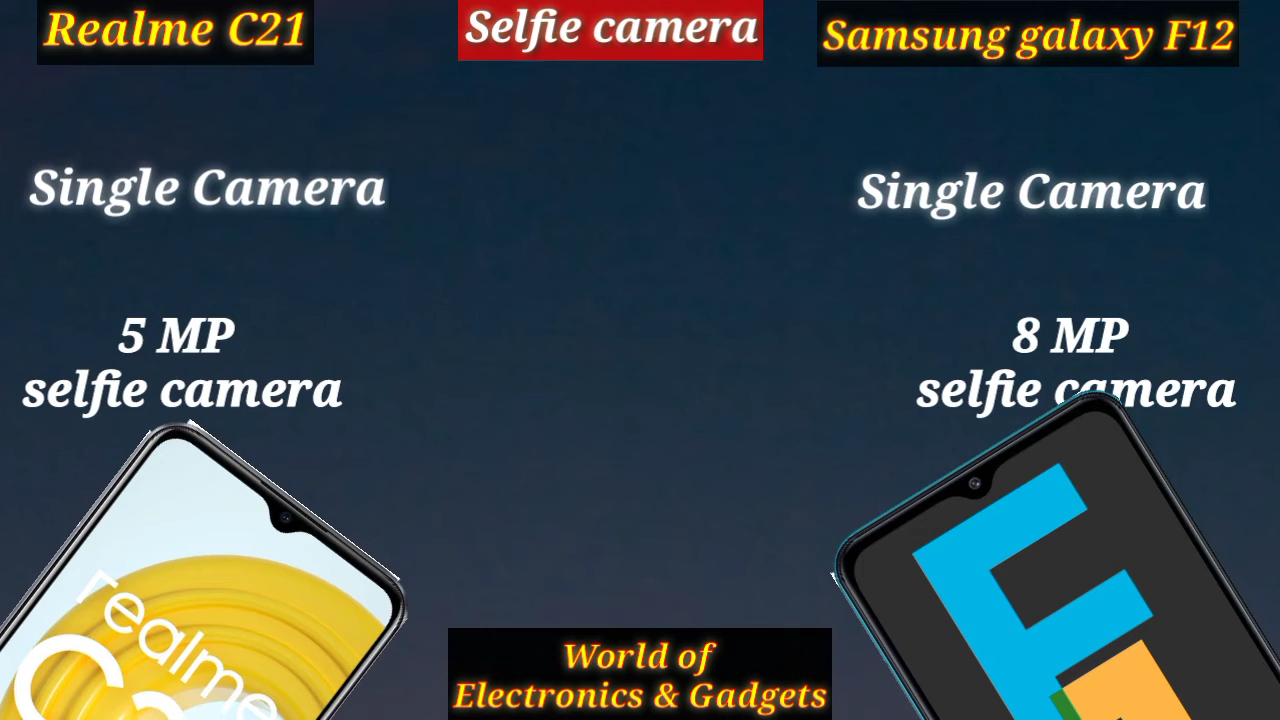 Realme C21
Selfie camera
Samsung galaxy F12
Single Camera
Single Camera
5 MP
selfie camera
8 MP
selfie camera
realme
World of
Electronics & Gadgets